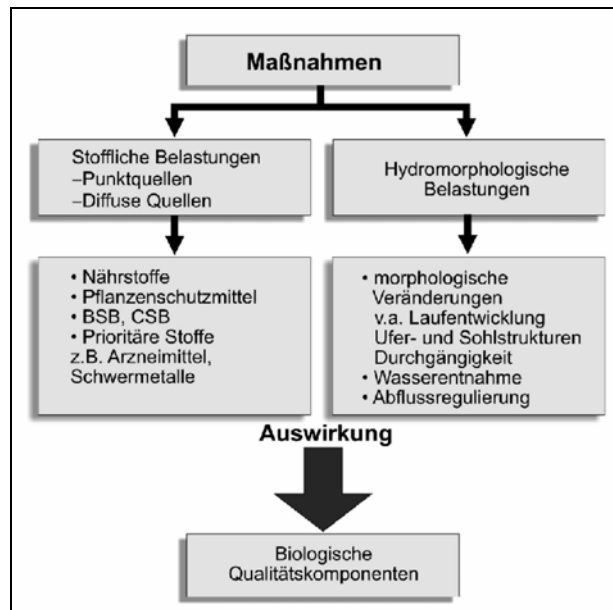 Maßnahmen
Stoffliche Belastungen
–Punktquellen
–Diffuse Quellen
Hydromorphologische
Belastungen
• Nährstoffe
• Pflanzenschutzmittel
• BSB, CSB
• Prioritäre Stoffe
z.B. Arzneimittel,
Schwermetalle
• morphologische
Veränderungen
v.a. Laufentwicklung
Ufer- und Sohlstrukturen
Durchgängigkeit
• Wasserentnahme
• Abflussregulierung
Auswirkung
Biologische
Qualitätskomponenten